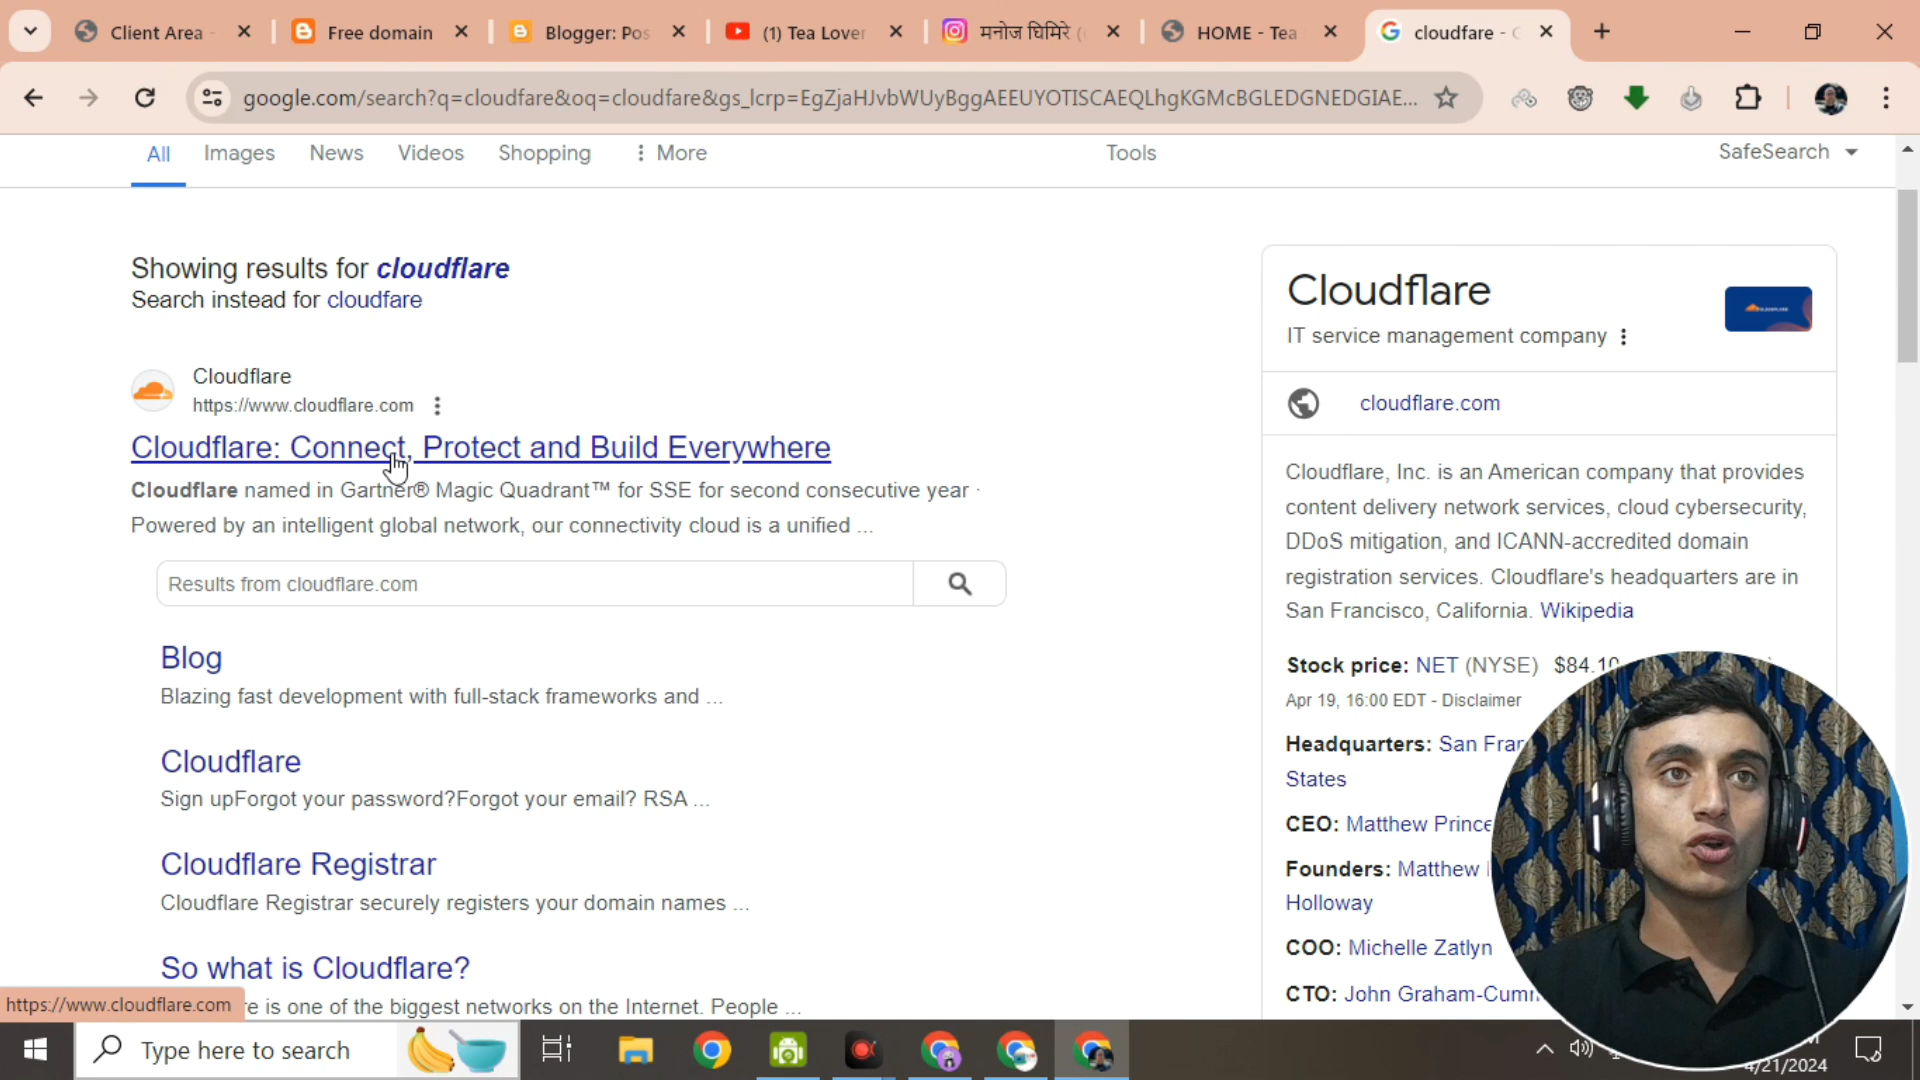 Client Area -
Free domain
Blogger: Pos
(1) Tea Lover
मनोज घिमिरे (
HOME - Tea
cloudfare - G
google.com/search?q=cloudfare&oq=cloudfare&gs_lcrp=EgZjaHJvbWUyBggAEEUYOTISCAEQLhgKGMcBGLEDGNEDGIAE...
All
Images
News
Videos
Shopping
More
Tools
SafeSearch
Showing results for cloudflare
Search instead for cloudfare
Cloudflare
https://www.cloudflare.com
Cloudflare: Connect, Protect and Build Everywhere
Cloudflare named in Gartner® Magic Quadrant™ for SSE for second consecutive year ·
Powered by an intelligent global network, our connectivity cloud is a unified ...
Results from cloudflare.com
Blog
Blazing fast development with full-stack frameworks and ...
Cloudflare
Sign upForgot your password?Forgot your email? RSA ...
Cloudflare Registrar
Cloudflare Registrar securely registers your domain names ...
So what is Cloudflare?
re is one of the biggest networks on the Internet. People ...
https://www.cloudflare.com
Cloudflare
IT service management company
cloudflare.com
Cloudflare, Inc. is an American company that provides
content delivery network services, cloud cybersecurity,
DDoS mitigation, and ICANN-accredited domain
registration services. Cloudflare's headquarters are in
San Francisco, California. Wikipedia
Stock price: NET (NYSE) $84.10
Apr 19, 16:00 EDT - Disclaimer
Headquarters: San Fran
States
CEO: Matthew Prince
Founders: Matthew
Holloway
COO: Michelle Zatlyn
CTO: John Graham-Cumm
Type here to search
4/21/2024